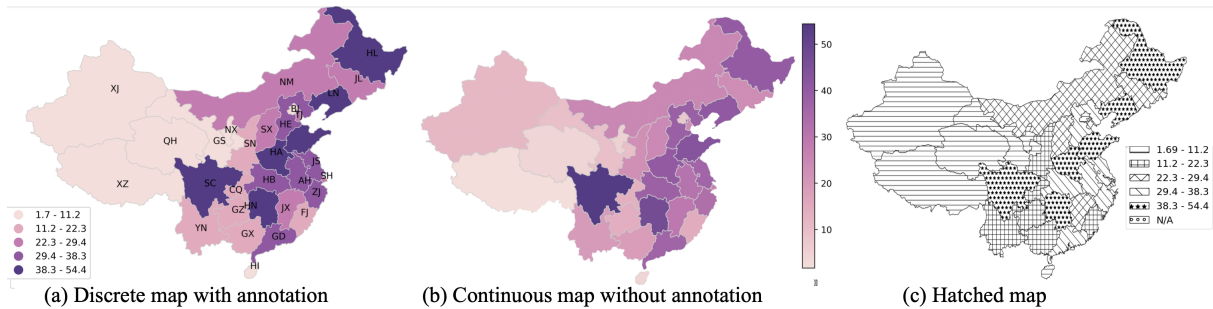 HL
XJ
NM
JL
LN
BJ
TJ
HE
NX
SX
QH
GS
SN
HA
JS
XZ
SC
CQ
HB
AH
SH
ZJ
GZ
HN
JX
FJ
YN
GX
GD
HI
1.7 - 11.2
11.2 - 22.3
22.3 - 29.4
29.4 - 38.3
38.3 - 54.4
(a) Discrete map with annotation
50
40
30
20
10
(b) Continuous map without annotation
1.69 - 11.2
11.2 - 22.3
22.3 - 29.4
29.4 - 38.3
38.3 - 54.4
N/A
(c) Hatched map